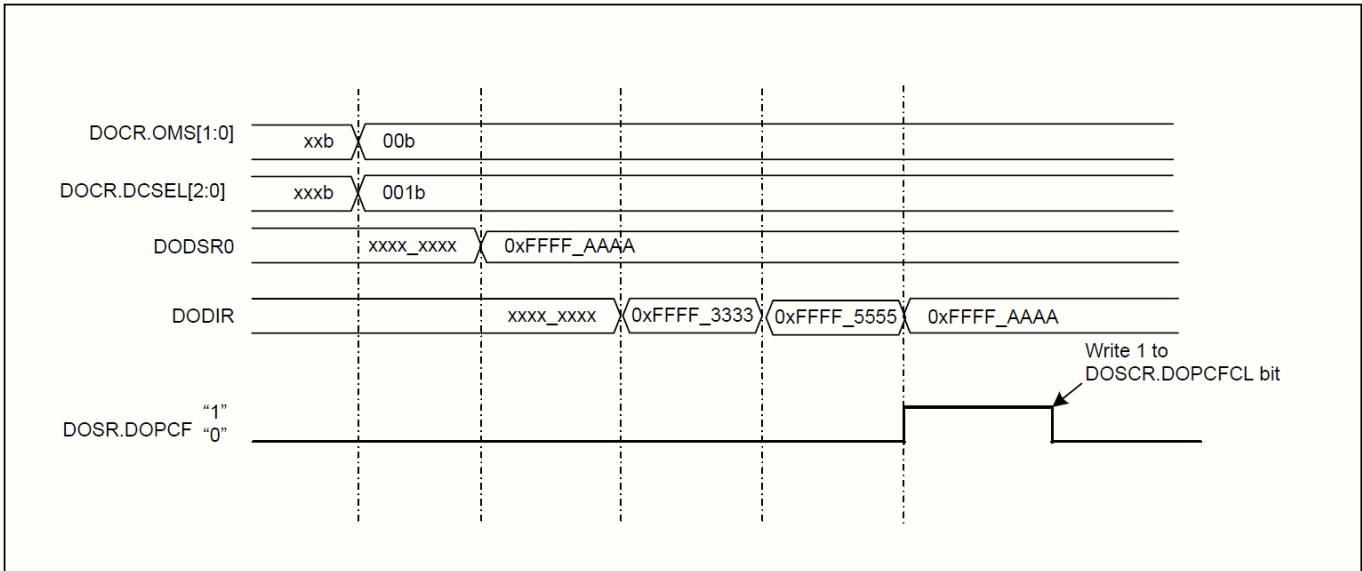 DOCR.OMS[1:0] xxb 00b
DOCR.DCSEL[2:0] xxxb 001b
DODSR0 xxxx_xxxx 0xFFFF_AAAA
DODIR xxxx_xxxx 0xFFFF_3333 0xFFFF_5555 0xFFFF_AAAA
Write 1 to
DOSCR.DOPCFCL bit
“1”
DOSR.DOPCF “0”